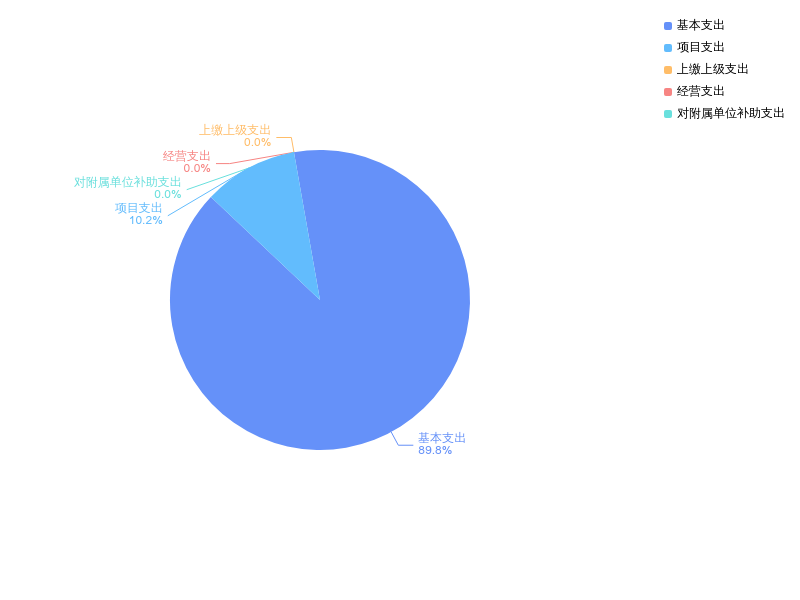 基本支出
项目支出
上缴上级支出
经营支出
对附属单位补助支出
上缴上级支出
0.0%
经营支出
0.0%
对附属单位补助支出
0.0%
项目支出
10.2%
基本支出
89.8%